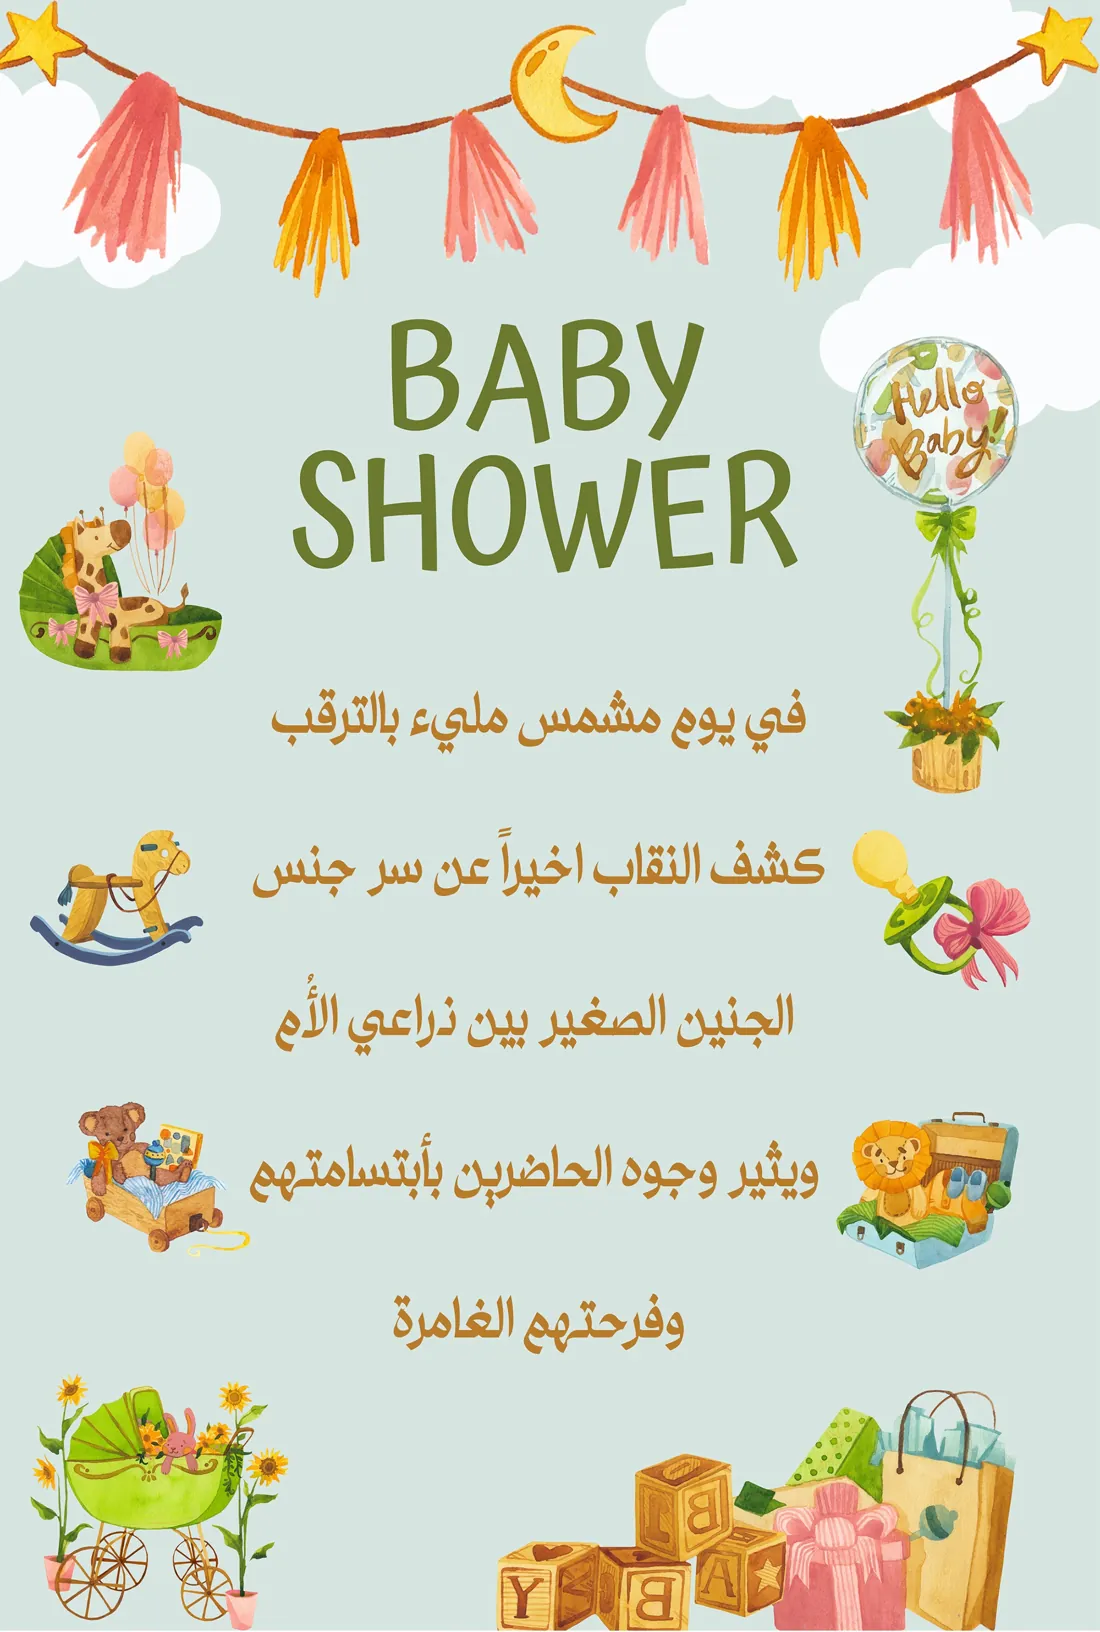 BABY
SHOWER
Hello
Baby!
في يوم مشمس مليء بالترقب
كشف النقاب اخيراً عن سر جنس
الجنين الصغير بين ذراعي الأُم
ويثير وجوه الحاضرين بأبتسامتهم
وفرحتهم الغامرة
B
Y
B
A